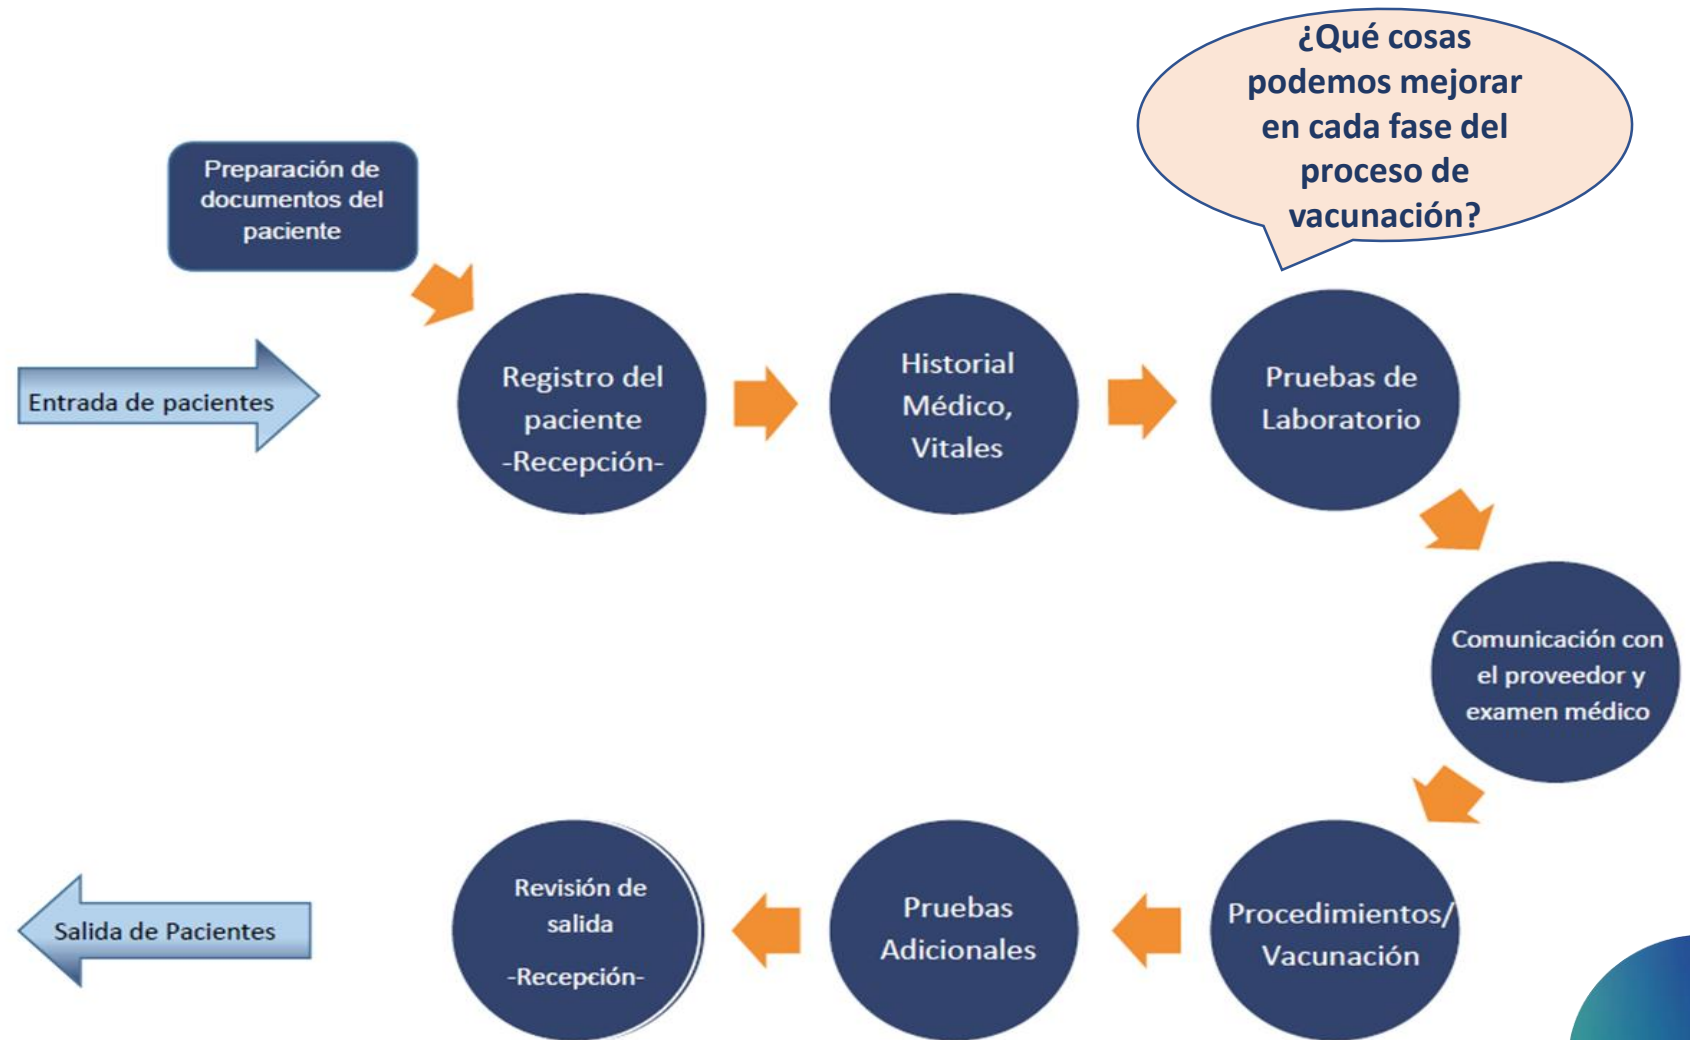 ¿Qué cosas
podemos mejorar
en cada fase del
proceso de
vacunación?
Preparación de
documentos del
paciente
Entrada de pacientes
Registro del
paciente
-Recepción-
Historial
Médico,
Vitales
Pruebas de
Laboratorio
Comunicación con
el proveedor y
examen médico
Procedimientos/
Vacunación
Pruebas
Adicionales
Revisión de
salida
-Recepción-
Salida de Pacientes